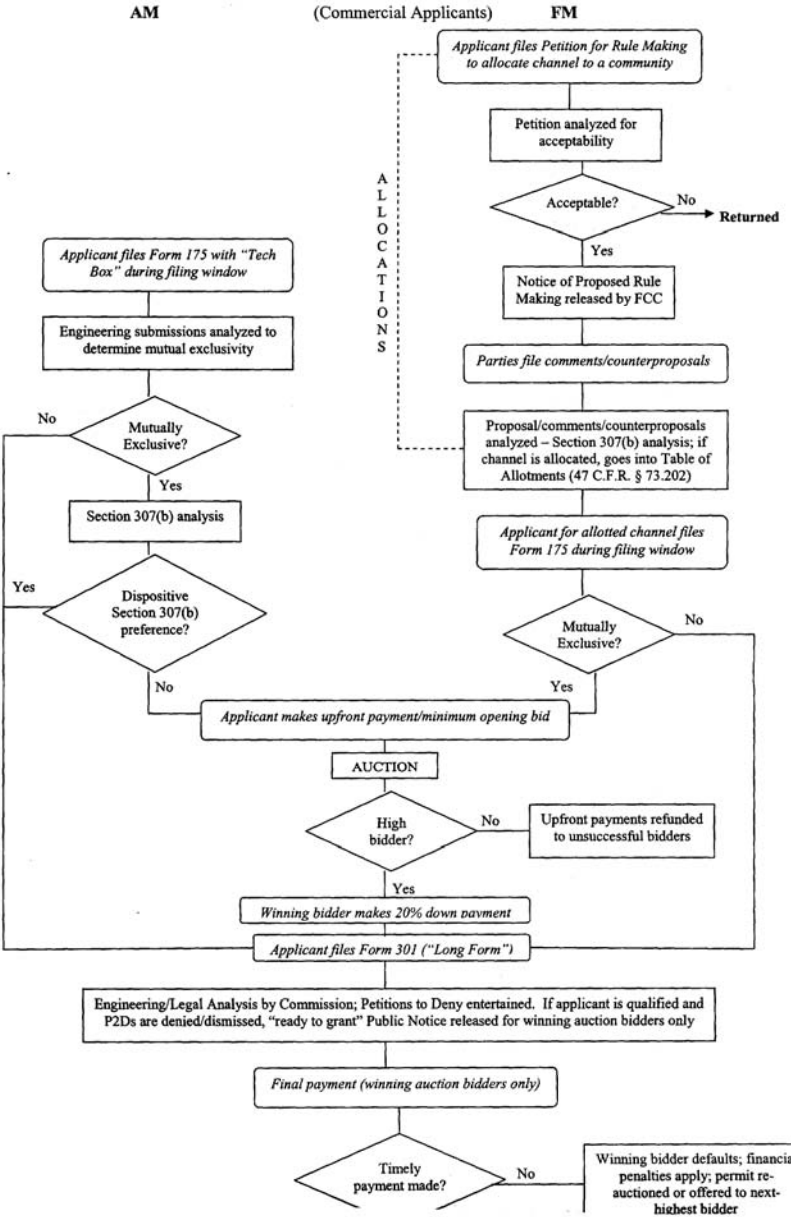 AM (Commercial Applicants) FM
Applicant files Petition for Rule Making
to allocate channel to a community
Petition analyzed for
acceptability
Acceptable?
No
Returned
Yes
Notice of Proposed Rule
Making released by FCC
Parties file comments/counterproposals
Proposal/comments/counterproposals
analyzed – Section 307(b) analysis; if
channel is allocated, goes into Table of
Allotments (47 C.F.R. § 73.202)
A
L
L
O
C
A
T
I
O
N
S
Applicant for allotted channel files
Form 175 during filing window
Mutually
Exclusive?
No
Yes
Applicant files Form 175 with “Tech
Box” during filing window
Engineering submissions analyzed to
determine mutual exclusivity
No
Mutually
Exclusive?
Yes
Section 307(b) analysis
Yes
Dispositive
Section 307(b)
preference?
No
Applicant makes upfront payment/minimum opening bid
AUCTION
High
bidder?
No
Upfront payments refunded
to unsuccessful bidders
Yes
Winning bidder makes 20% down payment
Applicant files Form 301 (“Long Form”)
Engineering/Legal Analysis by Commission; Petitions to Deny entertained. If applicant is qualified and
P2Ds are denied/dismissed, “ready to grant” Public Notice released for winning auction bidders only
Final payment (winning auction bidders only)
Timely
payment made?
No
Winning bidder defaults; financia
penalties apply; permit re-
auctioned or offered to next-
highest bidder